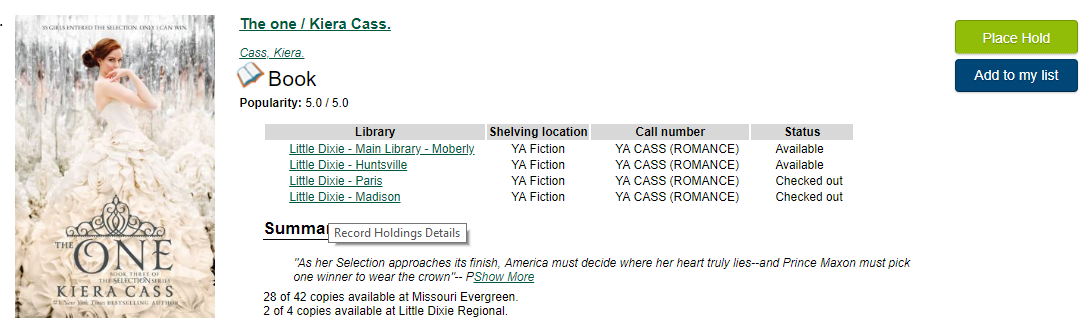 35 GIRLS ENTERED THE SELECTION. ONLY 1 CAN WIN.
THE
ONE
BOOK THREE OF
THE SELECTION SERIES
KIERA CASS
#1 New York Times BESTSELLING AUTHOR
The one / Kiera Cass.
Cass, Kiera.
Book
Popularity: 5.0 / 5.0
Place Hold
Add to my list
Library Shelving location Call number Status
Little Dixie - Main Library - Moberly YA Fiction YA CASS (ROMANCE) Available
Little Dixie - Huntsville YA Fiction YA CASS (ROMANCE) Available
Little Dixie - Paris YA Fiction YA CASS (ROMANCE) Checked out
Little Dixie - Madison YA Fiction YA CASS (ROMANCE) Checked out
Record Holdings Details
"As her Selection approaches its finish, America must decide where her heart truly lies--and Prince Maxon must pick
one winner to wear the crown"-- PShow More
28 of 42 copies available at Missouri Evergreen.
2 of 4 copies available at Little Dixie Regional.